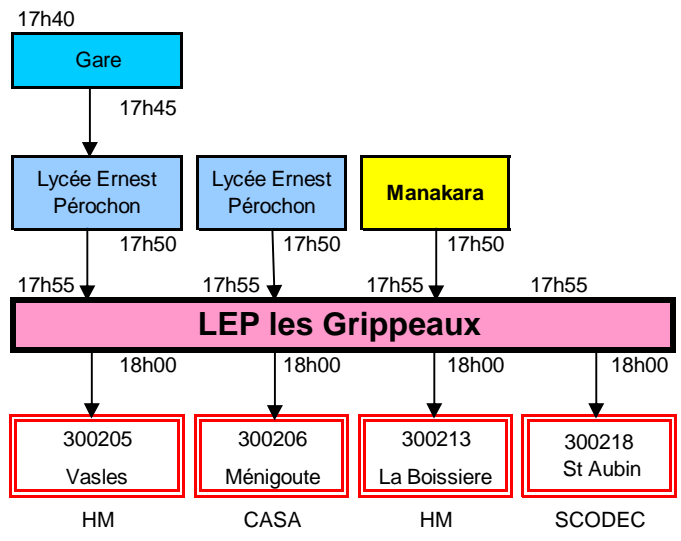 17h40
Gare
17h45
Lycée Ernest Pérochon
Lycée Ernest Pérochon
Manakara
17h50
17h50
17h50
17h55
17h55
17h55
17h55
LEP les Grippeaux
18h00
18h00
18h00
18h00
300205
Vasles
300206
Ménigoute
300213
La Boissiere
300218
St Aubin
HM
CASA
HM
SCODEC